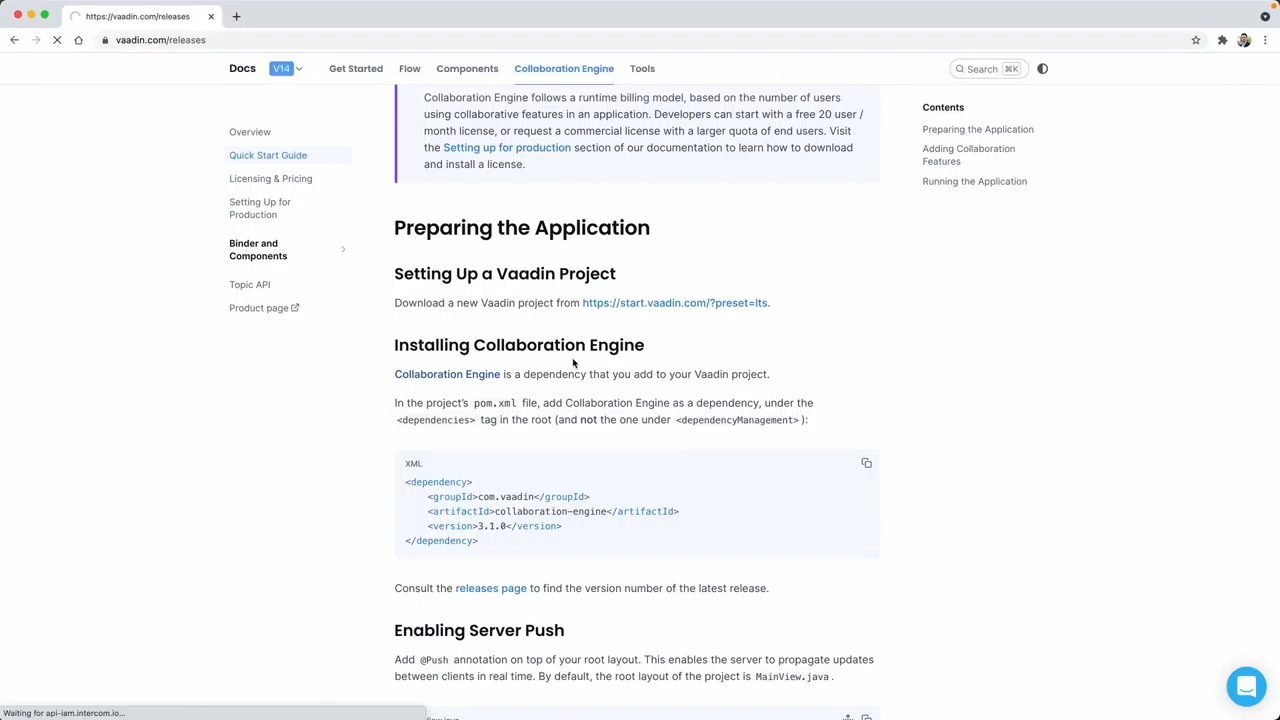 https://vaadin.com/releases
vaadin.com/releases
Docs V14 Get Started Flow Components Collaboration Engine Tools Search ⌘K
Collaboration Engine follows a runtime billing model, based on the number of users
using collaborative features in an application. Developers can start with a free 20 user /
month license, or request a commercial license with a larger quota of end users. Visit
the Setting up for production section of our documentation to learn how to download
and install a license.
Overview
Quick Start Guide
Licensing & Pricing
Setting Up for
Production
Binder and
Components
Topic API
Product page
Contents
Preparing the Application
Adding Collaboration
Features
Running the Application
Preparing the Application
Setting Up a Vaadin Project
Download a new Vaadin project from https://start.vaadin.com/?preset=lts.
Installing Collaboration Engine
Collaboration Engine is a dependency that you add to your Vaadin project.
In the project's pom.xml file, add Collaboration Engine as a dependency, under the
<dependencies> tag in the root (and not the one under <dependencyManagement>):
XML
<dependency>
<groupId>com.vaadin</groupId>
<artifactId>collaboration-engine</artifactId>
<version>3.1.0</version>
</dependency>
Consult the releases page to find the version number of the latest release.
Enabling Server Push
Add @Push annotation on top of your root layout. This enables the server to propagate updates
between clients in real time. By default, the root layout of the project is MainView.java.
Waiting for api-iam.intercom.io...